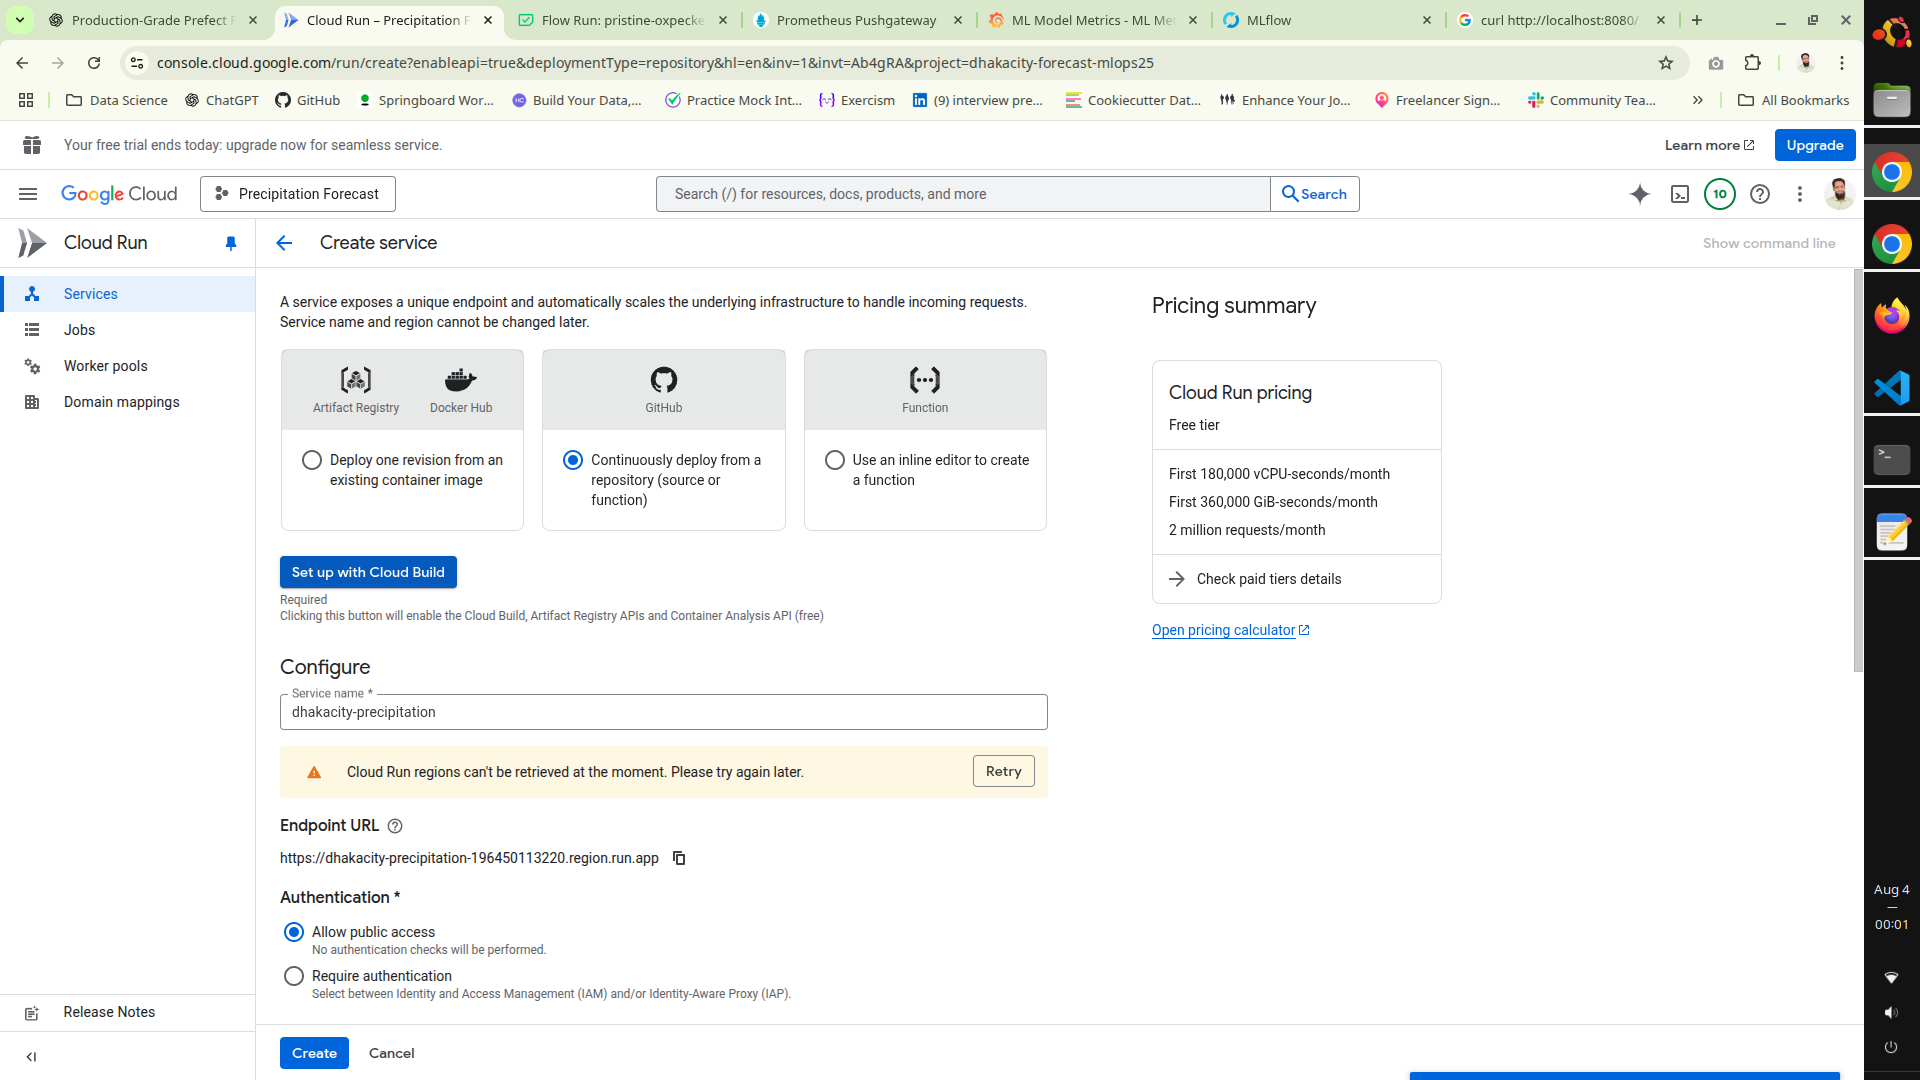 Production-Grade Prefect F
Cloud Run – Precipitation F
Flow Run: pristine-oxpecke
Prometheus Pushgateway
ML Model Metrics - ML Me
MLflow
curl http://localhost:8080/
console.cloud.google.com/run/create?enableapi=true&deploymentType=repository&hl=en&inv=1&invt=Ab4gRA&project=dhakacity-forecast-mlops25
Data Science
ChatGPT
GitHub
Springboard Wor...
Build Your Data,...
Practice Mock Int...
Exercism
(9) interview pre...
Cookiecutter Dat...
Enhance Your Jo...
Freelancer Sign...
Community Tea...
All Bookmarks
Your free trial ends today: upgrade now for seamless service.
Learn more
Upgrade
Google Cloud
Precipitation Forecast
Search (/) for resources, docs, products, and more
Search
10
Cloud Run
Create service
Show command line
Services
Jobs
Worker pools
Domain mappings
A service exposes a unique endpoint and automatically scales the underlying infrastructure to handle incoming requests.
Service name and region cannot be changed later.
Artifact Registry
Docker Hub
Deploy one revision from an
existing container image
GitHub
Continuously deploy from a
repository (source or
function)
Function
Use an inline editor to create
a function
Set up with Cloud Build
Required
Clicking this button will enable the Cloud Build, Artifact Registry APIs and Container Analysis API (free)
Configure
Service name *
dhakacity-precipitation
Cloud Run regions can't be retrieved at the moment. Please try again later.
Retry
Endpoint URL
https://dhakacity-precipitation-196450113220.region.run.app
Authentication *
Allow public access
No authentication checks will be performed.
Require authentication
Select between Identity and Access Management (IAM) and/or Identity-Aware Proxy (IAP).
Create
Cancel
Pricing summary
Cloud Run pricing
Free tier
First 180,000 vCPU-seconds/month
First 360,000 GiB-seconds/month
2 million requests/month
Check paid tiers details
Open pricing calculator
Release Notes
Aug 4
00:01